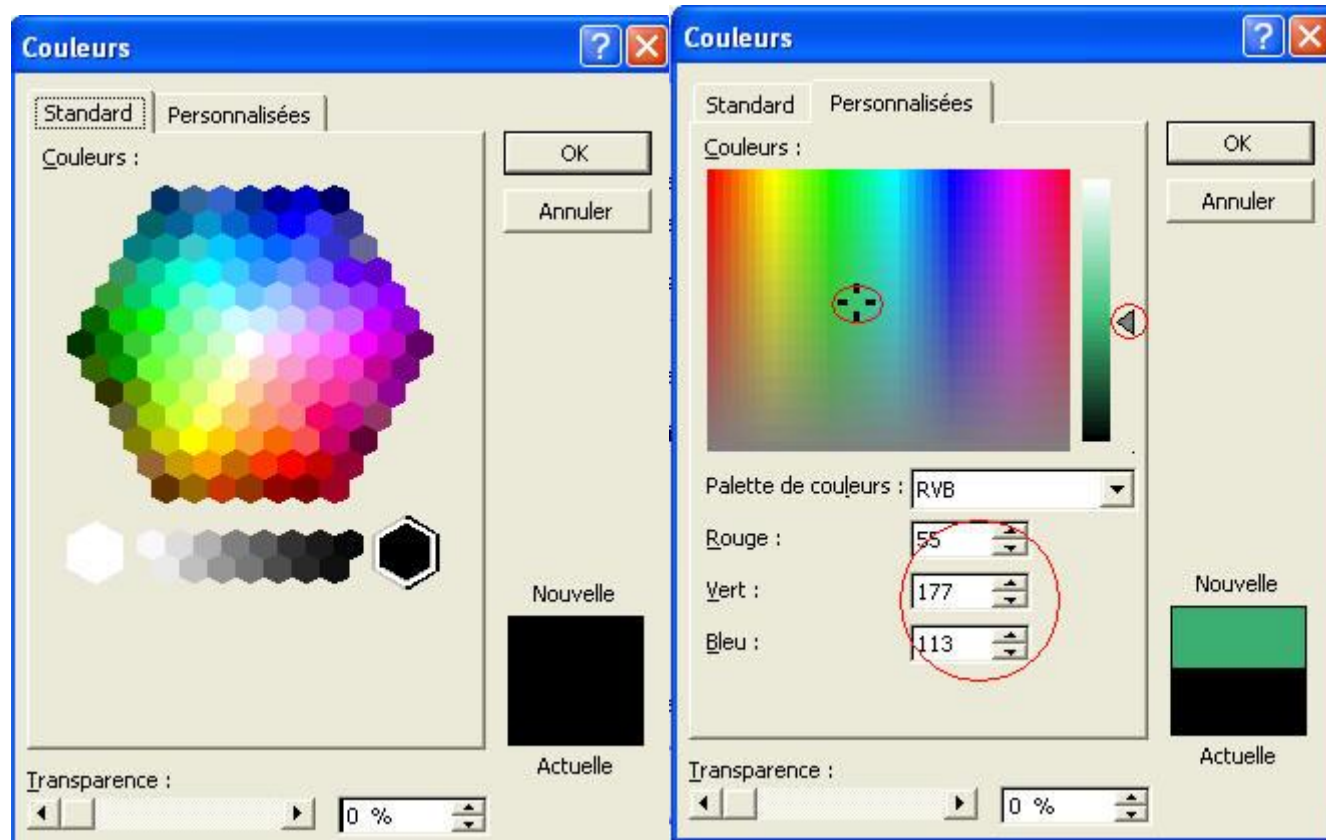 Couleurs
Standard Personnalisées
Couleurs :
OK
Annuler
Nouvelle
Actuelle
Transparence :
0 %
Couleurs
Standard Personnalisées
Couleurs :
OK
Annuler
Palette de couleurs : RVB
Rouge : 55
Vert : 177
Bleu : 113
Nouvelle
Actuelle
Transparence :
0 %